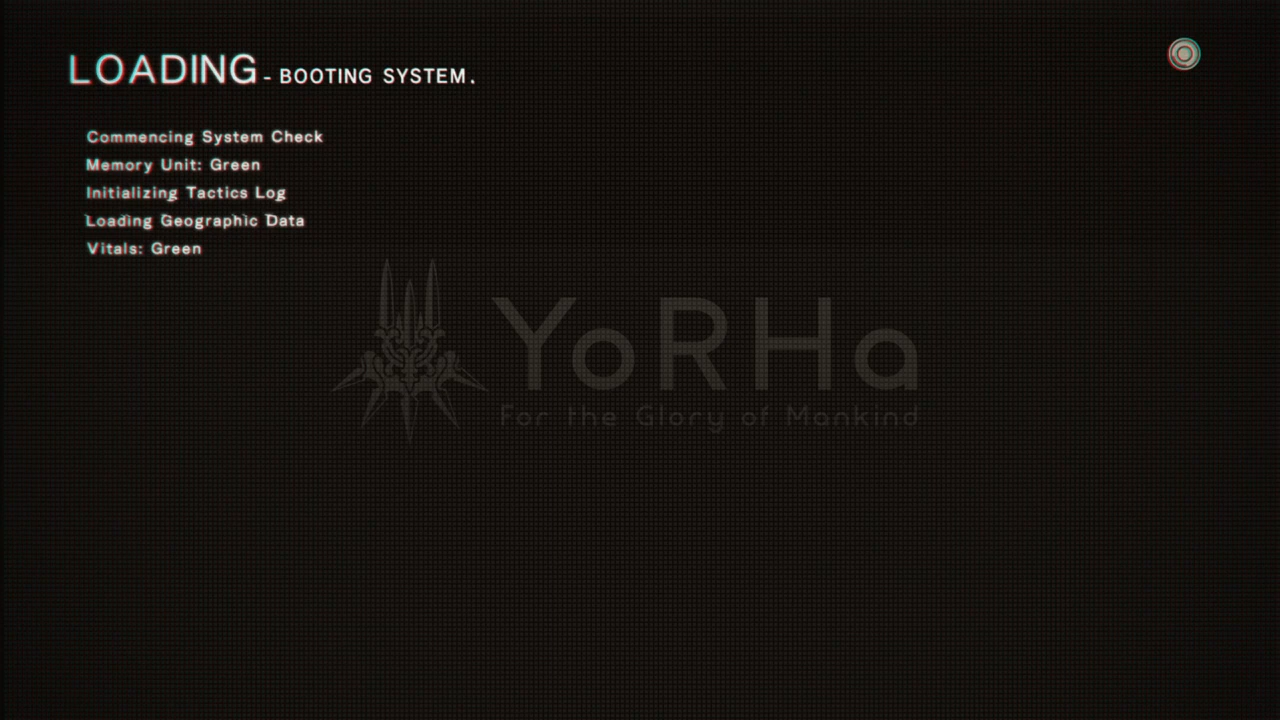 LOADING - BOOTING SYSTEM.
Commencing System Check
Memory Unit: Green
Initializing Tactics Log
Loading Geographic Data
Vitals: Green
YoRHa
For the Glory of Mankind